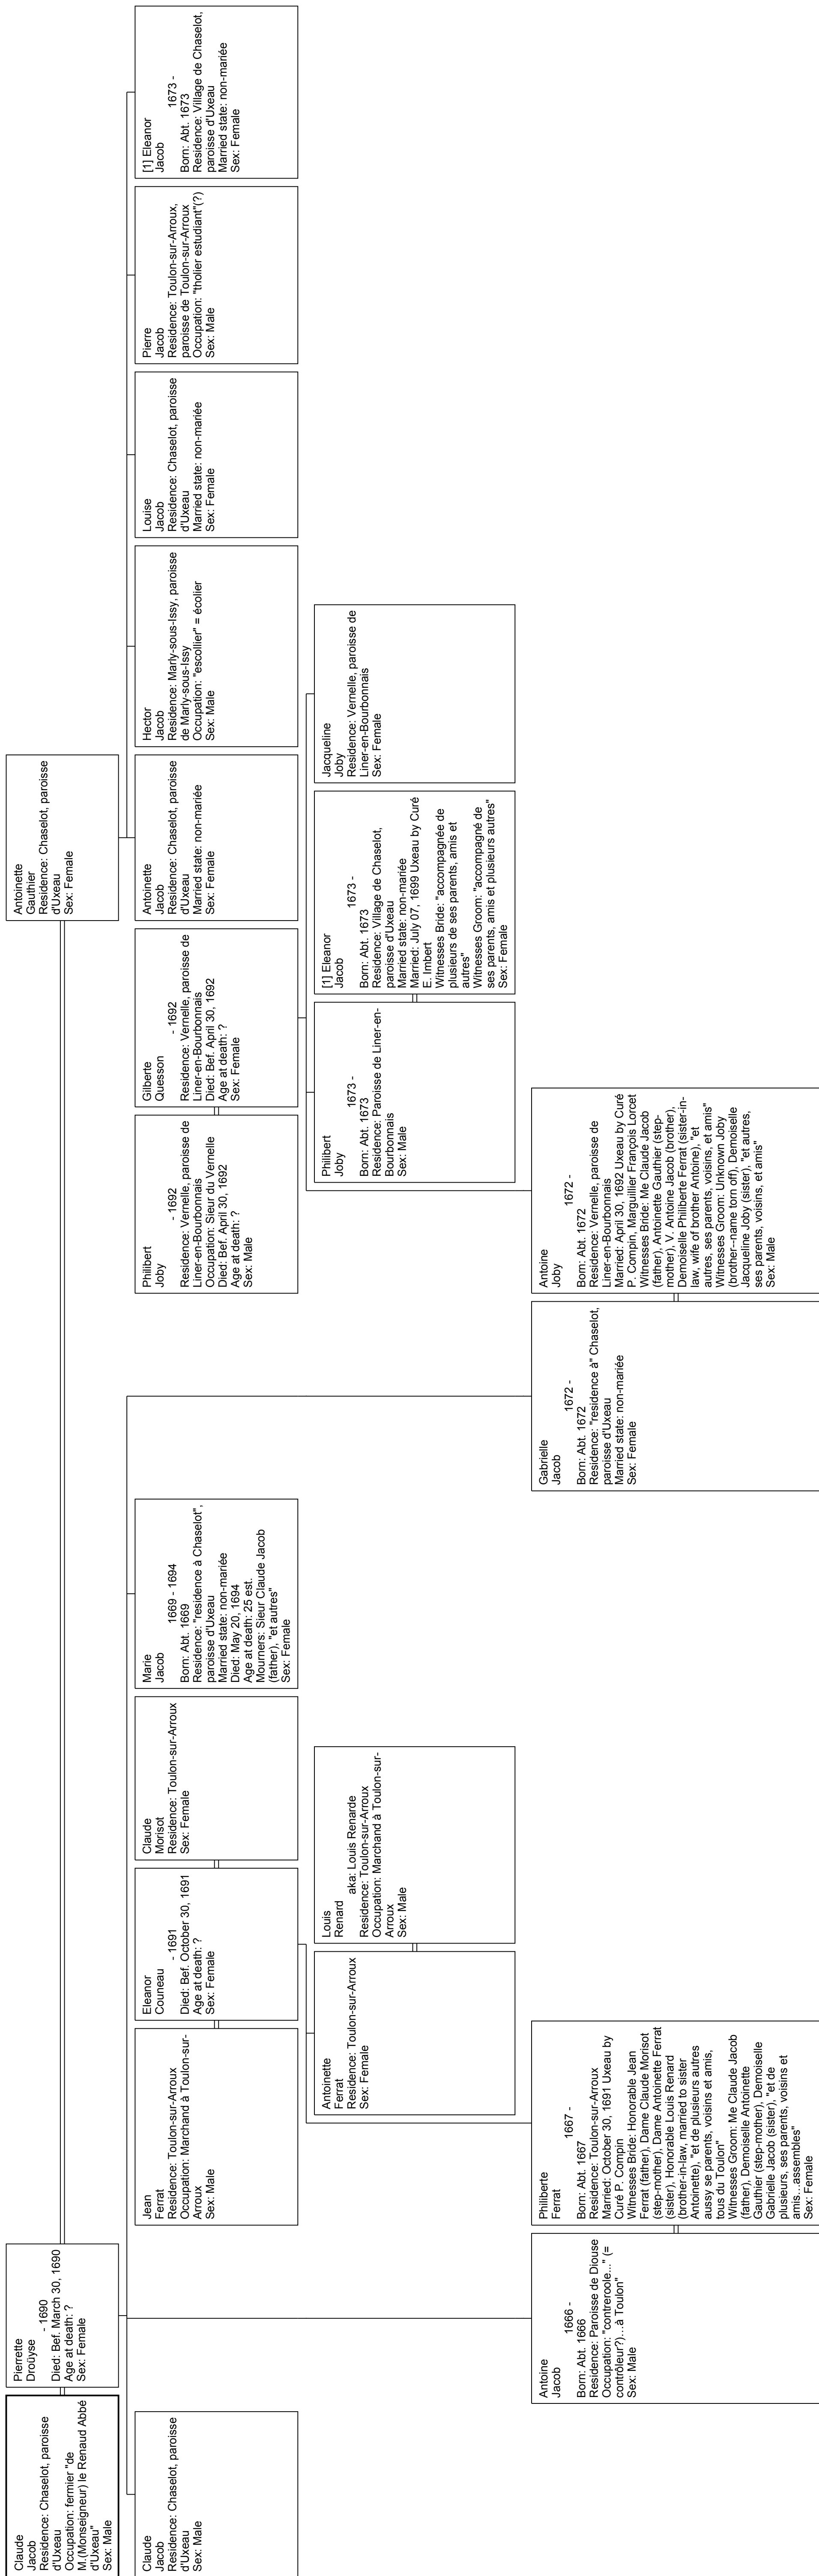 Claude
Jacob
Residence: Chaselot, paroisse
d'Uxeau
Occupation: fermier "de
M.(Monseigneur) le Renaud Abbé
d'Uxeau"
Sex: Male
Pierrette
Droüyse
- 1690
Died: Bef. March 30, 1690
Age at death: ?
Sex: Female
Antoinette
Gauthier
Residence: Chaselot, paroisse
d'Uxeau
Sex: Female
Claude
Jacob
Residence: Chaselot, paroisse
d'Uxeau
Sex: Male
Jean
Ferrat
Residence: Toulon-sur-Arroux
Occupation: Marchand à Toulon-sur-
Arroux
Sex: Male
Eleanor
Couneau
- 1691
Died: Bef. October 30, 1691
Age at death: ?
Sex: Female
Claude
Morisot
Residence: Toulon-sur-Arroux
Sex: Female
Marie
Jacob
1669 - 1694
Born: Abt. 1669
Residence: "residence à Chaselot",
paroisse d'Uxeau
Married state: non-mariée
Died: May 20, 1694
Age at death: 25 est.
Mourners: Sieur Claude Jacob
(father), "et autres"
Sex: Female
Philibert
Joby
- 1692
Residence: Vernelle, paroisse de
Liner-en-Bourbonnais
Occupation: Sieur du Vernelle
Died: Bef. April 30, 1692
Age at death: ?
Sex: Male
Gilberte
Quesson
- 1692
Residence: Vernelle, paroisse de
Liner-en-Bourbonnais
Died: Bef. April 30, 1692
Age at death: ?
Sex: Female
Antoinette
Jacob
Residence: Chaselot, paroisse
d'Uxeau
Married state: non-mariée
Sex: Female
Hector
Jacob
Residence: Marly-sous-Issy, paroisse
de Marly-sous-Issy
Occupation: "escollier" = écolier
Sex: Male
Louise
Jacob
Residence: Chaselot, paroisse
d'Uxeau
Married state: non-mariée
Sex: Female
Pierre
Jacob
Residence: Toulon-sur-Arroux,
paroisse de Toulon-sur-Arroux
Occupation: "tholier estudiant"(?)
Sex: Male
[1] Eleanor
Jacob
1673 -
Born: Abt. 1673
Residence: Village de Chaselot,
paroisse d'Uxeau
Married state: non-mariée
Sex: Female
Antoinette
Ferrat
Residence: Toulon-sur-Arroux
Sex: Female
Louis
Renard
aka: Louis Renarde
Residence: Toulon-sur-Arroux
Occupation: Marchand à Toulon-sur-
Arroux
Sex: Male
Philibert
Joby
1673 -
Born: Abt. 1673
Residence: Paroisse de Liner-en-
Bourbonnais
Sex: Male
[1] Eleanor
Jacob
1673 -
Born: Abt. 1673
Residence: Village de Chaselot,
paroisse d'Uxeau
Married state: non-mariée
Married: July 07, 1699 Uxeau by Curé
E. Imbert
Witnesses Bride: "accompagnée de
plusieurs de ses parents, amis et
autres"
Witnesses Groom: "accompagné de
ses parents, amis et plusieurs autres"
Sex: Female
Jacqueline
Joby
Residence: Vernelle, paroisse de
Liner-en-Bourbonnais
Sex: Female
Antoine
Jacob
1666 -
Born: Abt. 1666
Residence: Paroisse de Diouse
Occupation: "contreroole..." (=
contrôleur?)...à Toulon"
Sex: Male
Philiberte
Ferrat
1667 -
Born: Abt. 1667
Residence: Toulon-sur-Arroux
Married: October 30, 1691 Uxeau by
Curé P. Compin
Witnesses Bride: Honorable Jean
Ferrat (father), Dame Claude Morisot
(step-mother), Dame Antoinette Ferrat
(sister), Honorable Louis Renard
(brother-in-law, married to sister
Antoinette), "et de plusieurs autres
aussy se parents, voisins et amis,
tous du Toulon"
Witnesses Groom: Me Claude Jacob
(father), Demoiselle Antoinette
Gauthier (step-mother), Demoiselle
Gabrielle Jacob (sister), "et de
plusieurs, ses parents, voisins et
amis...assembles"
Sex: Female
Gabrielle
Jacob
1672 -
Born: Abt. 1672
Residence: "residence à" Chaselot,
paroisse d'Uxeau
Married state: non-mariée
Sex: Female
Antoine
Joby
1672 -
Born: Abt. 1672
Residence: Vernelle, paroisse de
Liner-en-Bourbonnais
Married: April 30, 1692 Uxeau by Curé
P. Compin, Marguillier François Lorcet
Witnesses Bride: Me Claude Jacob
(father), Antoinette Gauthier (step-
mother), V. Antoine Jacob (brother),
Demoiselle Philiberte Ferrat (sister-in-
law, wife of brother Antoine), "et
autres, ses parents, voisins, et amis"
Witnesses Groom: Unknown Joby
(brother--name torn off), Demoiselle
Jacqueline Joby (sister), "et autres,
ses parents, voisins, et amis"
Sex: Male